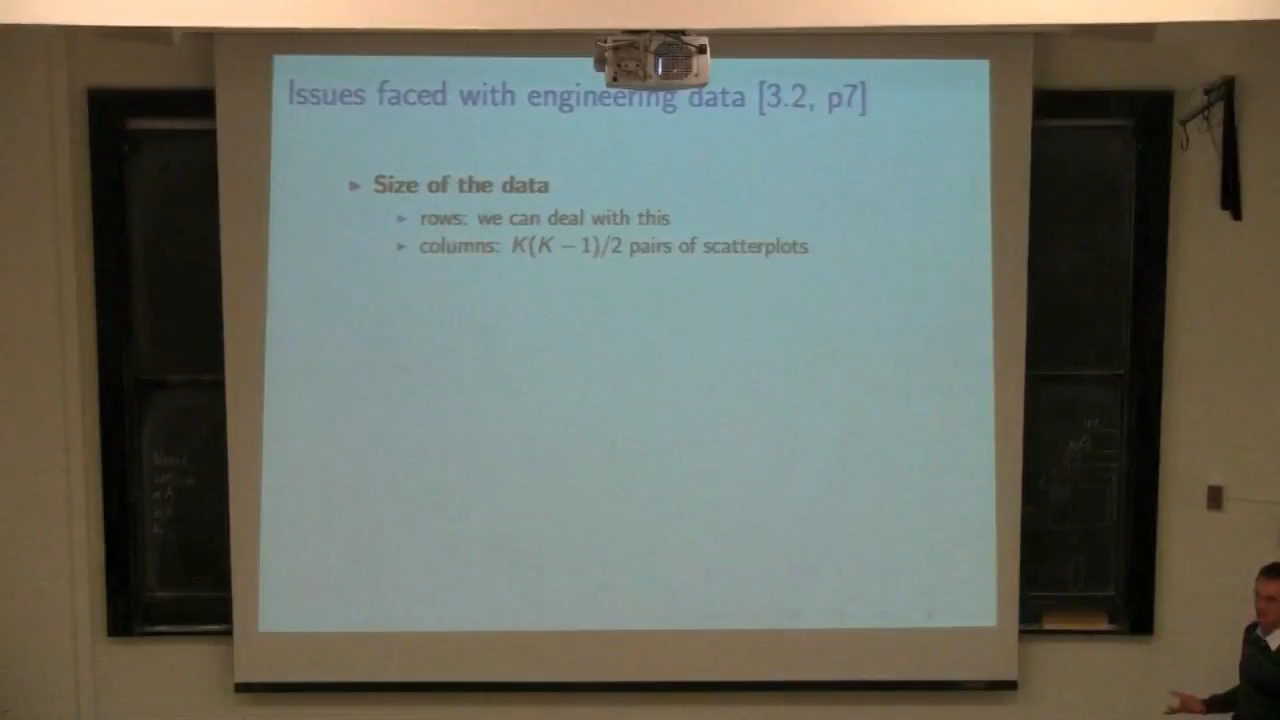 Issues faced with engineering data [3.2, p7]
► Size of the data
► rows: we can deal with this
► columns: K(K − 1)/2 pairs of scatterplots